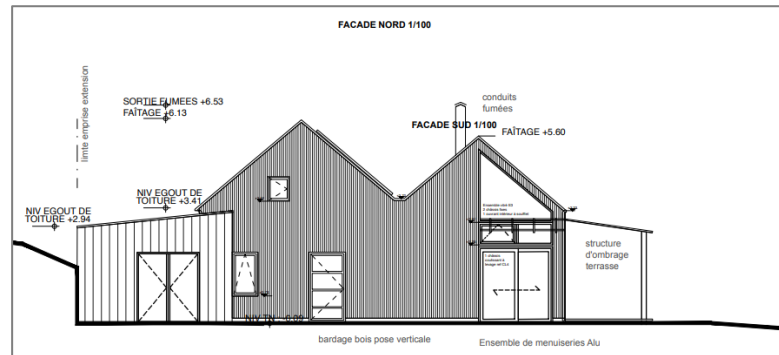 FACADE NORD 1/100
limite emprise extension
SORTIE FUMEES +6.53
FAÎTAGE +6.13
conduits
fumées
FACADE SUD 1/100
FAÎTAGE +5.60
NIV EGOUT DE
TOITURE +3.41
NIV EGOUT DE
TOITURE +2.94
structure
d'ombrage
terrasse
NIV TN
bardage bois pose verticale
Ensemble de menuiseries Alu